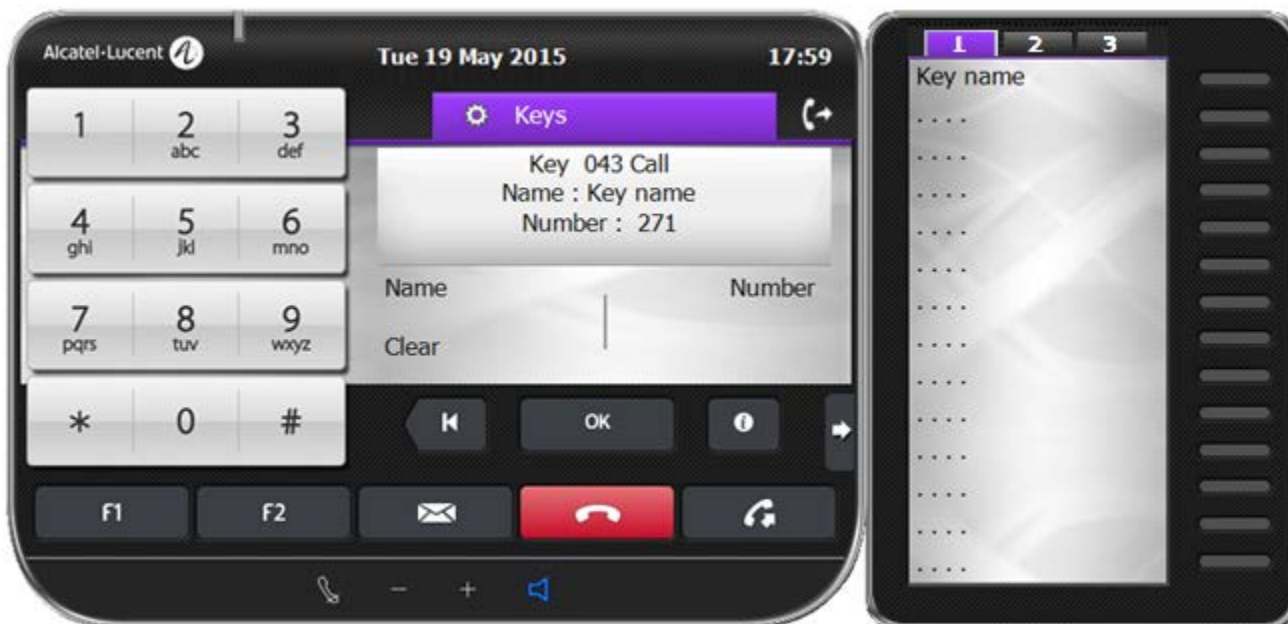 Alcatel-Lucent
Tue 19 May 2015 17:59
Keys
1 2 abc 3 def
4 ghi 5 jkl 6 mno
7 pqrs 8 tuv 9 wxyz
* 0 #
Key 043 Call
Name : Key name
Number : 271
Name Number
Clear
OK
F1 F2
- +
1 2 3
Key name
. . . .
. . . .
. . . .
. . . .
. . . .
. . . .
. . . .
. . . .
. . . .
. . . .
. . . .
. . . .
. . . .